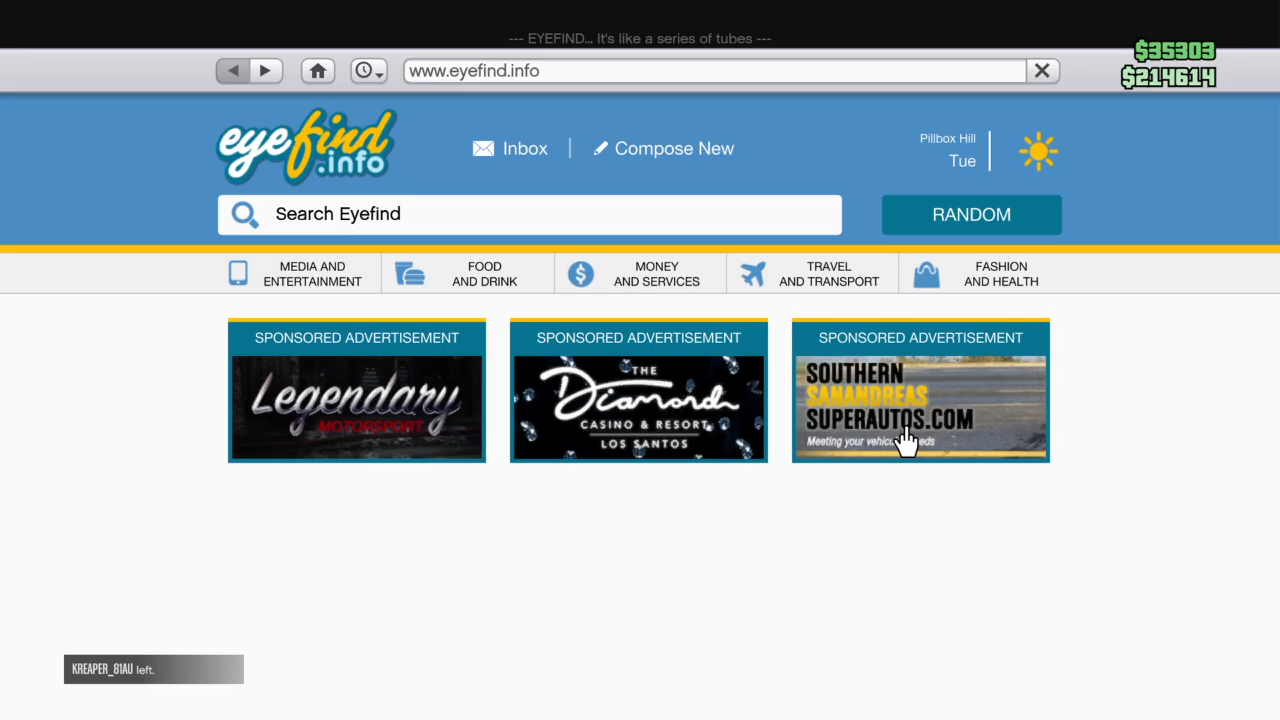 --- EYEFIND... It's like a series of tubes ---
$35303
www.eyefind.info
$214614
eyefind
.info
Inbox
Compose New
Pillbox Hill
Tue
Search Eyefind
RANDOM
MEDIA AND
ENTERTAINMENT
FOOD
AND DRINK
MONEY
AND SERVICES
TRAVEL
AND TRANSPORT
FASHION
AND HEALTH
SPONSORED ADVERTISEMENT
Legendary
MOTORSPORT
SPONSORED ADVERTISEMENT
THE
Diamond
CASINO & RESORT
LOS SANTOS
SPONSORED ADVERTISEMENT
SOUTHERN
SANANDREAS
SUPERAUTOS.COM
Meeting your
KREAPER_81AU left.